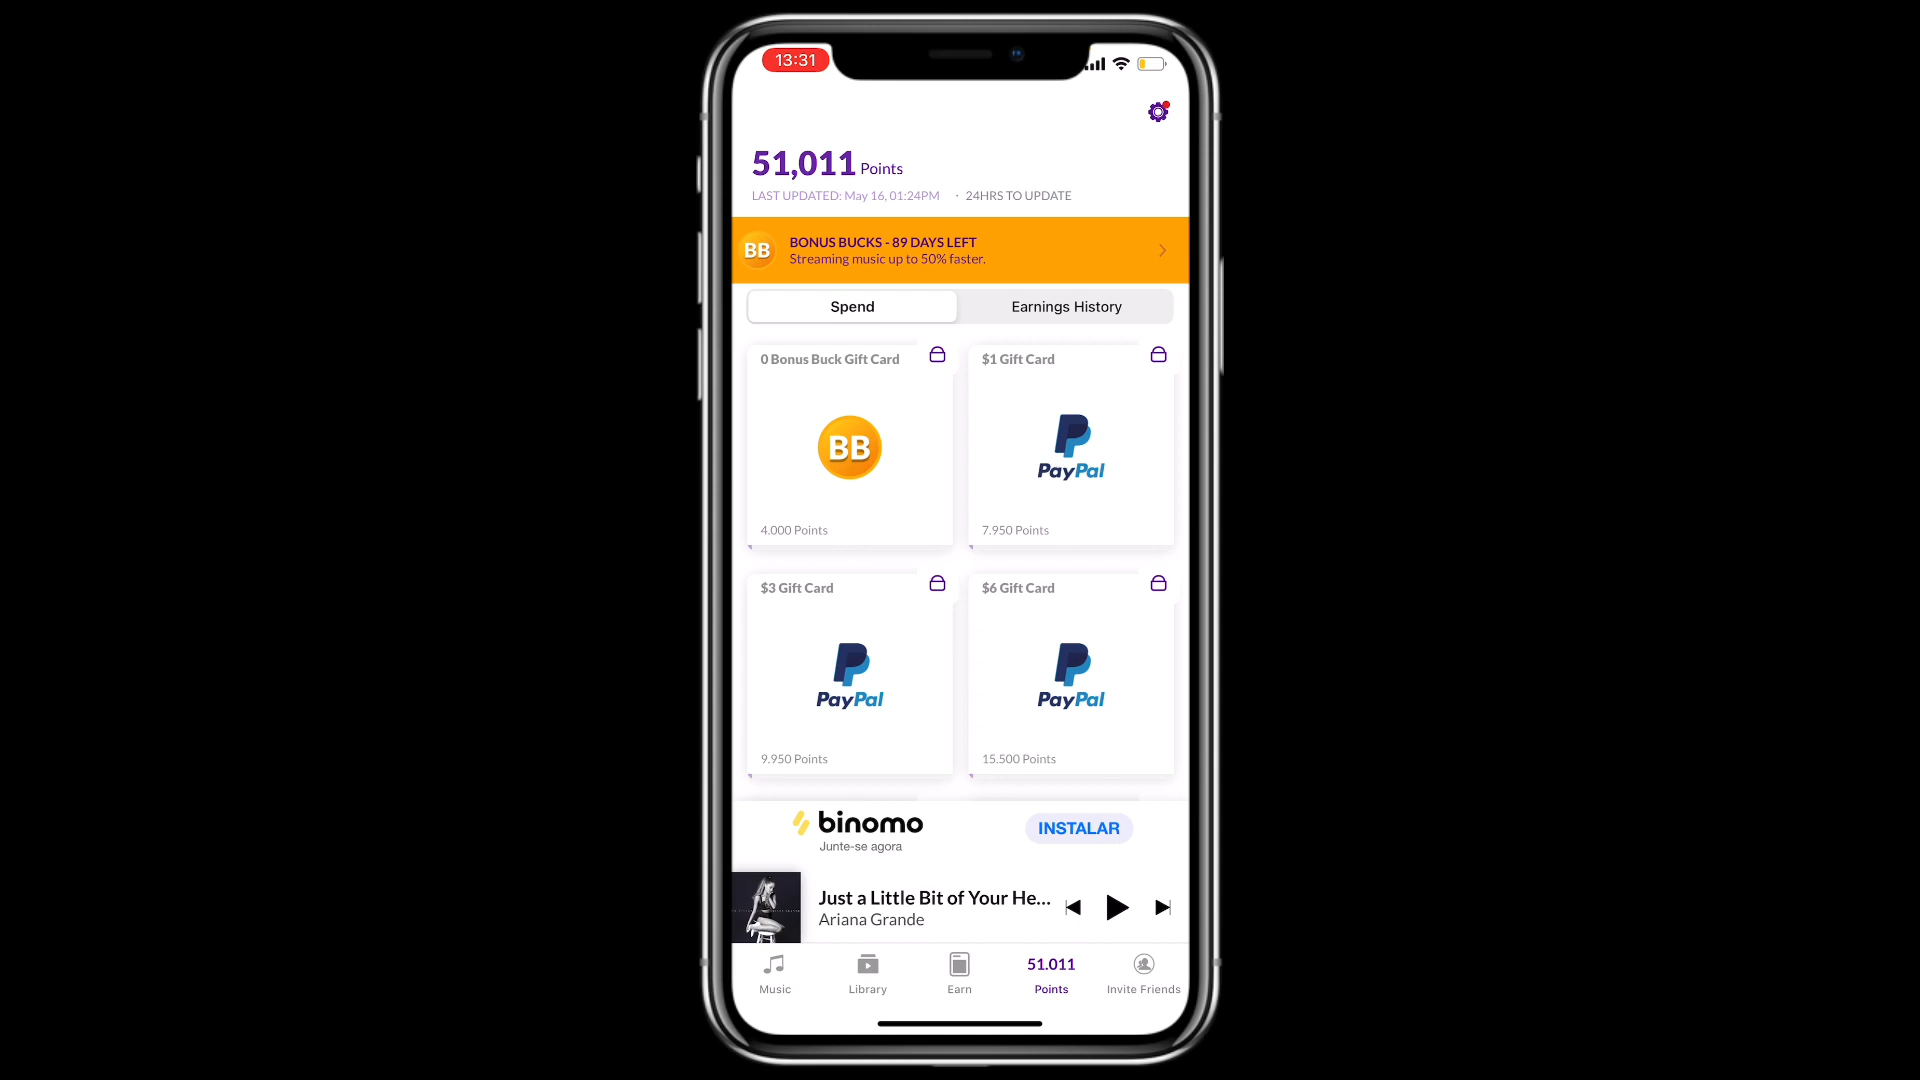 13:31
51,011 Points
LAST UPDATED: May 16, 01:24PM · 24HRS TO UPDATE
BB
BONUS BUCKS - 89 DAYS LEFT
Streaming music up to 50% faster.
Spend
Earnings History
0 Bonus Buck Gift Card
BB
4.000 Points
$1 Gift Card
PayPal
7.950 Points
$3 Gift Card
PayPal
9.950 Points
$6 Gift Card
PayPal
15.500 Points
binomo
Junte-se agora
INSTALAR
Just a Little Bit of Your He...
Ariana Grande
Music
Library
Earn
51.011
Points
Invite Friends